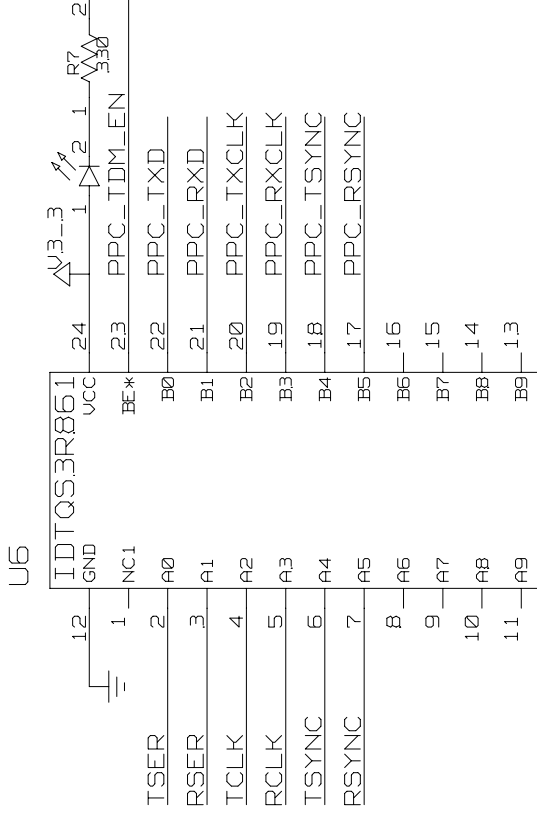 U6
IDTQS3R861
V3_3
12 GND VCC 24 1 2 1 R7 2
330
1 NC1 BE* 23 PPC_TDM_EN
TSER 2 A0 B0 22 PPC_TXD
RSER 3 A1 B1 21 PPC_RXD
TCLK 4 A2 B2 20 PPC_TXCLK
RCLK 5 A3 B3 19 PPC_RXCLK
TSYNC 6 A4 B4 18 PPC_TSYNC
RSYNC 7 A5 B5 17 PPC_RSYNC
8 A6 B6 16
9 A7 B7 15
10 A8 B8 14
11 A9 B9 13